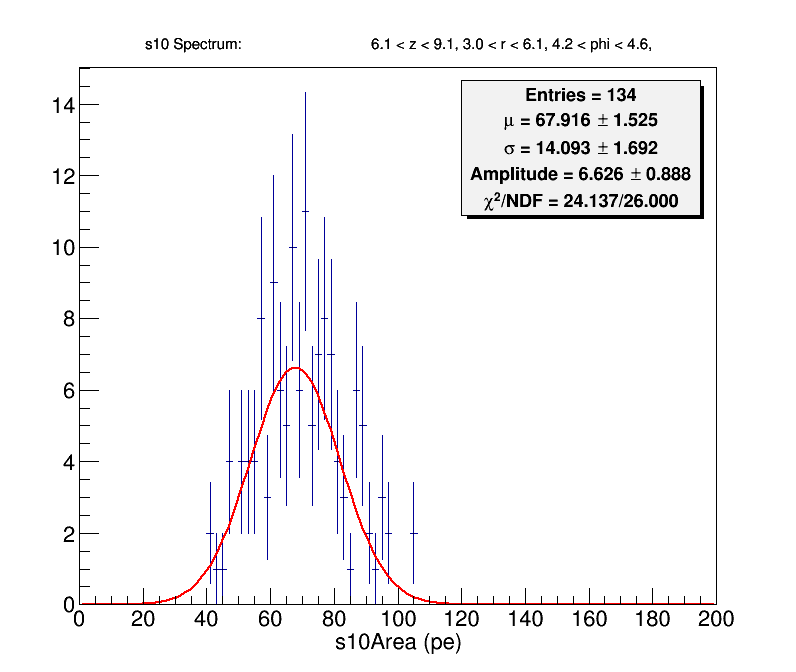 s10 Spectrum: 6.1 < z < 9.1, 3.0 < r < 6.1, 4.2 < phi < 4.6,
Entries = 134
μ = 67.916 ± 1.525
σ = 14.093 ± 1.692
Amplitude = 6.626 ± 0.888
χ²/NDF = 24.137/26.000
14
12
10
8
6
4
2
0
0 20 40 60 80 100 120 140 160 180 200
s10Area (pe)